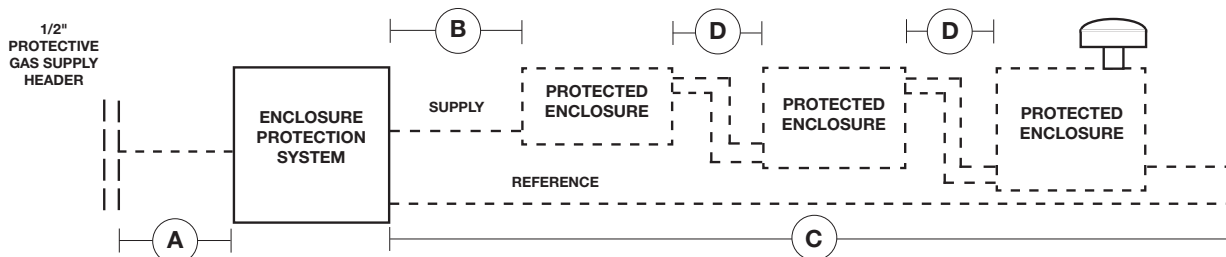 1/2"
PROTECTIVE
GAS SUPPLY
HEADER
A
ENCLOSURE
PROTECTION
SYSTEM
B
SUPPLY
PROTECTED
ENCLOSURE
D
PROTECTED
ENCLOSURE
D
PROTECTED
ENCLOSURE
REFERENCE
C